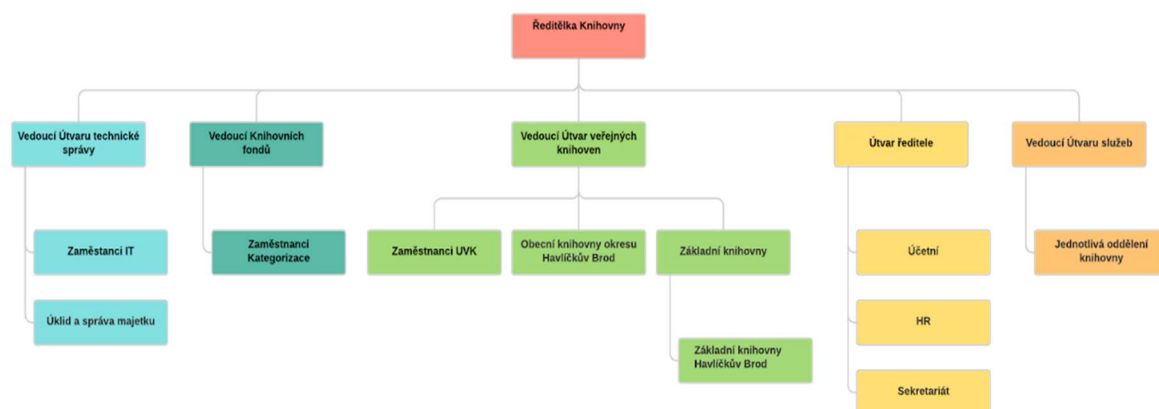 Ředitělka Knihovny
Vedoucí Útvaru technické
správy
Vedoucí Knihovních
fondů
Vedoucí Útvar veřejných
knihoven
Útvar ředitele
Vedoucí Útvaru služeb
Zaměstanci IT
Zaměstnancí
Kategorizace
Zaměstnanci UVK
Obecní knihovny okresu
Havlíčkův Brod
Základní knihovny
Účetní
Jednotlivá oddělení
knihovny
Úklid a správa majetku
HR
Základní knihovny
Havlíčkův Brod
Sekretariát